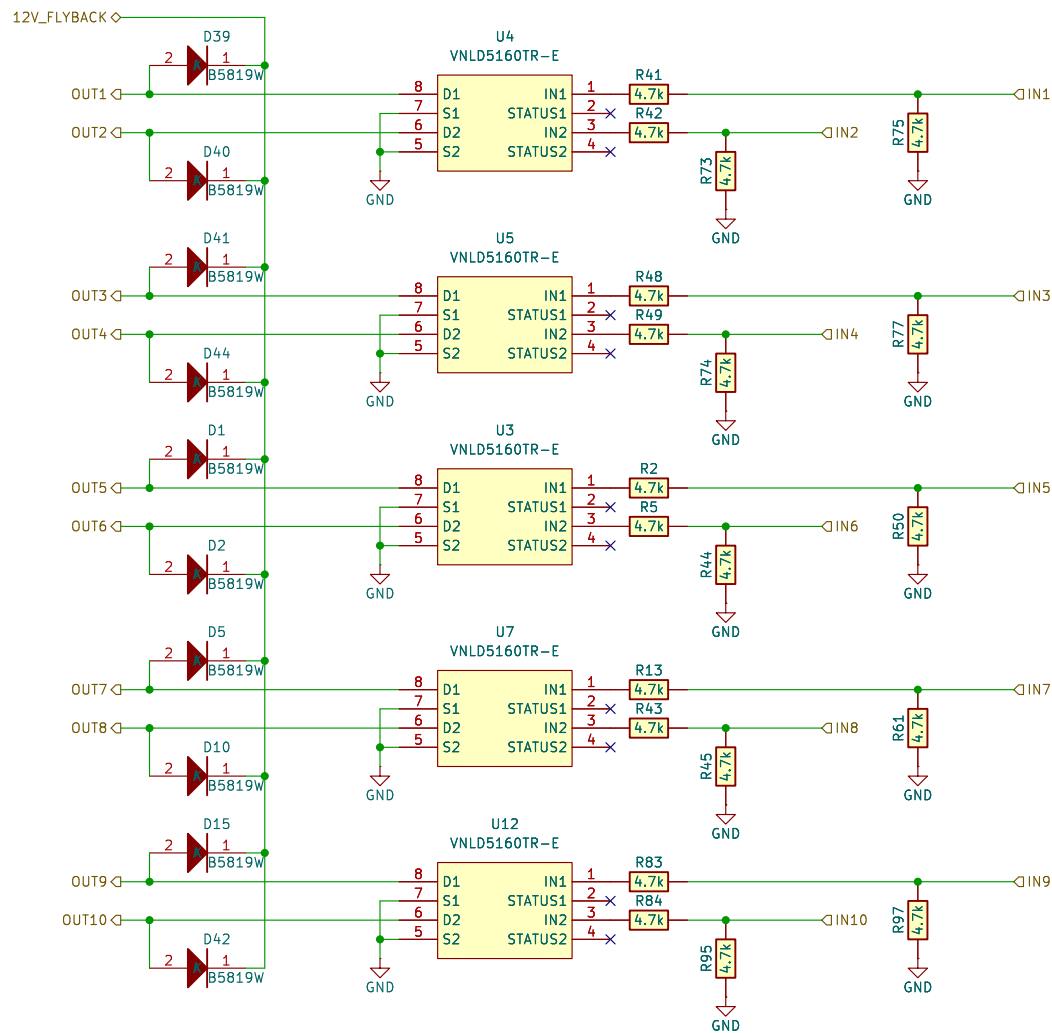 12V_FLYBACK
D39
2 1
B5819W
U4
VNLD5160TR-E
R41
OUT1 8 D1 IN1 1 4.7k IN1
7 S1 STATUS1 2 R42
OUT2 6 D2 IN2 3 4.7k IN2 R75 4.7k
5 S2 STATUS2 4
D40
2 1
B5819W
R73 4.7k
GND
GND
GND
D41
2 1
B5819W
U5
VNLD5160TR-E
R48
OUT3 8 D1 IN1 1 4.7k IN3
7 S1 STATUS1 2 R49
OUT4 6 D2 IN2 3 4.7k IN4 R77 4.7k
5 S2 STATUS2 4
D44
2 1
B5819W
R74 4.7k
GND
GND
GND
D1
2 1
B5819W
U3
VNLD5160TR-E
R2
OUT5 8 D1 IN1 1 4.7k IN5
7 S1 STATUS1 2 R5
OUT6 6 D2 IN2 3 4.7k IN6 R50 4.7k
5 S2 STATUS2 4
D2
2 1
B5819W
R44 4.7k
GND
GND
GND
D5
2 1
B5819W
U7
VNLD5160TR-E
R13
OUT7 8 D1 IN1 1 4.7k IN7
7 S1 STATUS1 2 R43
OUT8 6 D2 IN2 3 4.7k IN8 R61 4.7k
5 S2 STATUS2 4
D10
2 1
B5819W
R45 4.7k
GND
GND
GND
D15
2 1
B5819W
U12
VNLD5160TR-E
R83
OUT9 8 D1 IN1 1 4.7k IN9
7 S1 STATUS1 2 R84
OUT10 6 D2 IN2 3 4.7k IN10 R97 4.7k
5 S2 STATUS2 4
D42
2 1
B5819W
R95 4.7k
GND
GND
GND